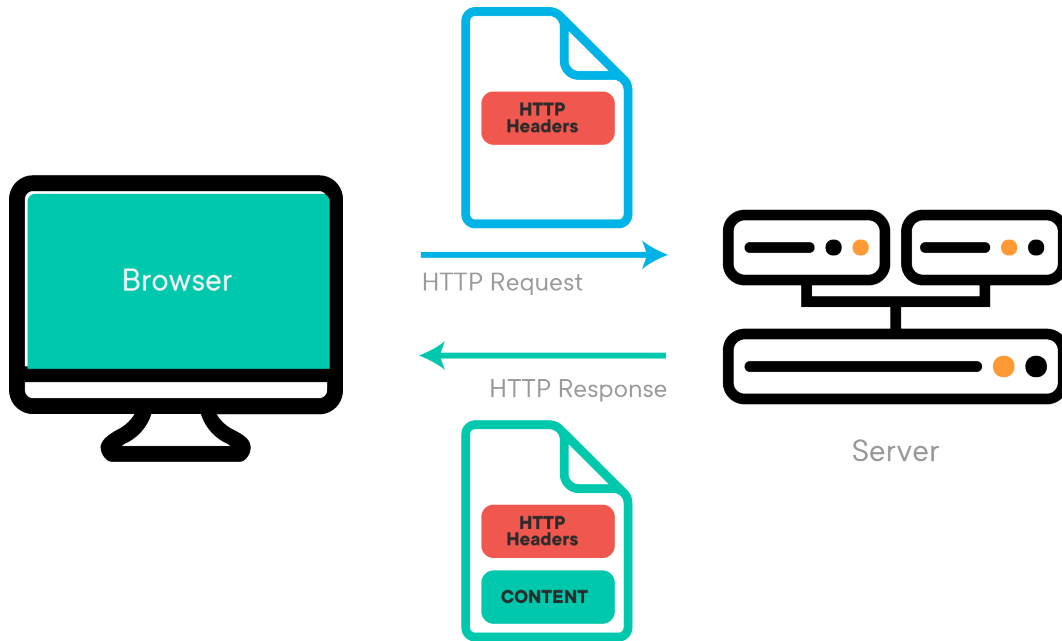 HTTP
Headers
Browser
HTTP Request
HTTP Response
Server
HTTP
Headers
CONTENT